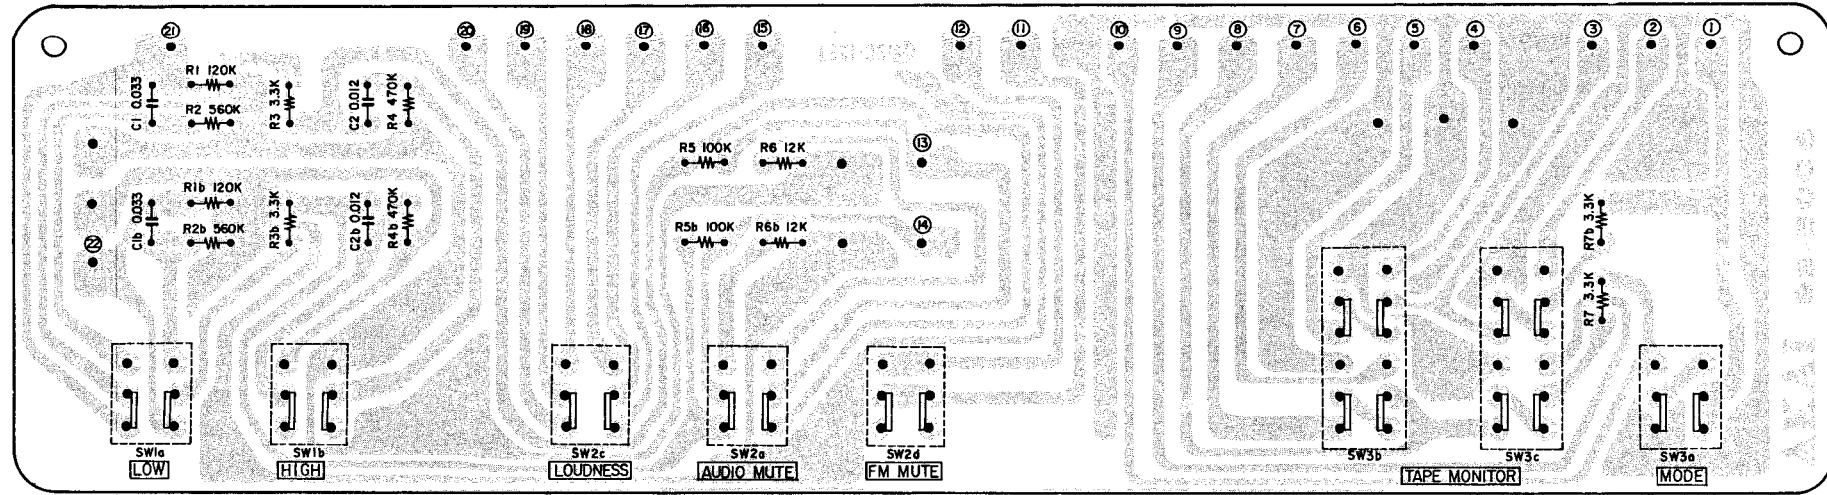 ㉑ ⑳ ⑲ ⑱ ⑰ ⑯ ⑮ ⑫ ⑪ ⑩ ⑨ ⑧ ⑦ ⑥ ⑤ ④ ③ ② ①
C1 0.033
R1 120K
R2 560K
R3 3.3K
C2 0.012
R4 470K
R5 100K
R6 12K
⑬
C1b 0.033
R1b 120K
R2b 560K
R3b 3.3K
C2b 0.012
R4b 470K
R5b 100K
R6b 12K
⑭
㉒
R7b 3.3K
R7 3.3K
SW1a
SW1b
SW2c
SW2a
SW2d
SW3b
SW3c
SW3a
LOW
HIGH
LOUDNESS
AUDIO MUTE
FM MUTE
TAPE MONITOR
MODE